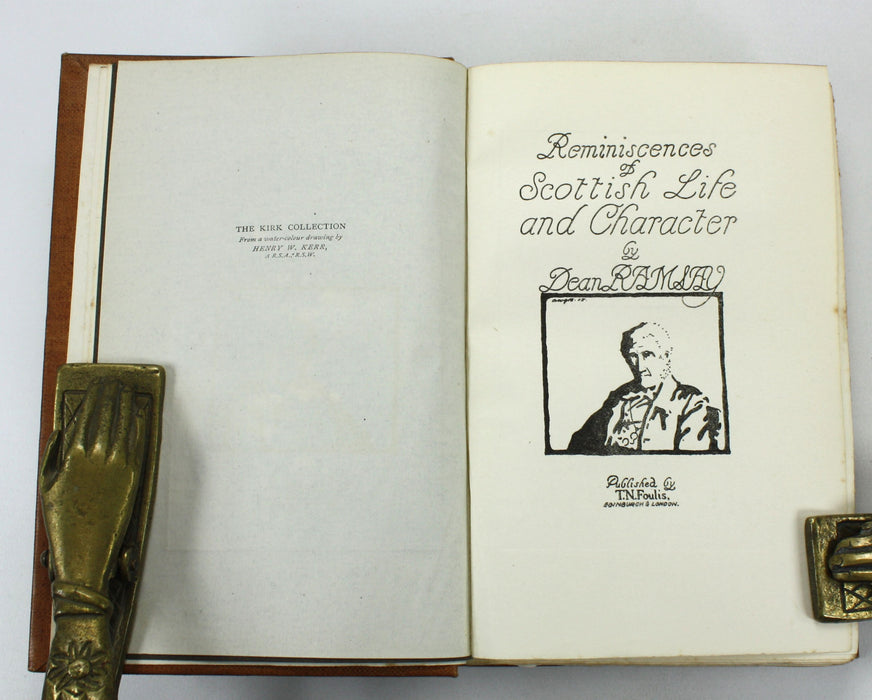 THE KIRK COLLECTION
From a water-colour drawing by
HENRY W. KERR,
A.R.S.A., R.S.W.
Reminiscences
of
Scottish Life
and Character
by
Dean RAMSAY
Published by
T.N.Foulis,
EDINBURGH & LONDON.